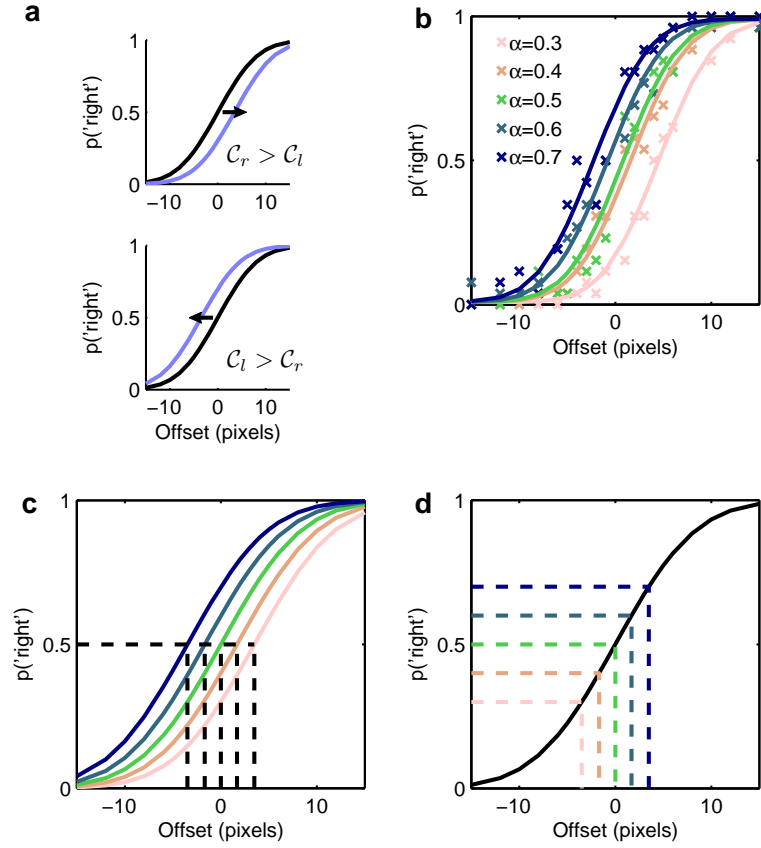 a
p('right')
1
0.5
0
−10 0 10
C_r > C_l
p('right')
1
0.5
0
−10 0 10
C_l > C_r
Offset (pixels)
b
p('right')
1
0.5
0
−10 0 10
Offset (pixels)
α=0.3
α=0.4
α=0.5
α=0.6
α=0.7
c
p('right')
1
0.5
0
−10 0 10
Offset (pixels)
d
p('right')
1
0.5
0
−10 0 10
Offset (pixels)